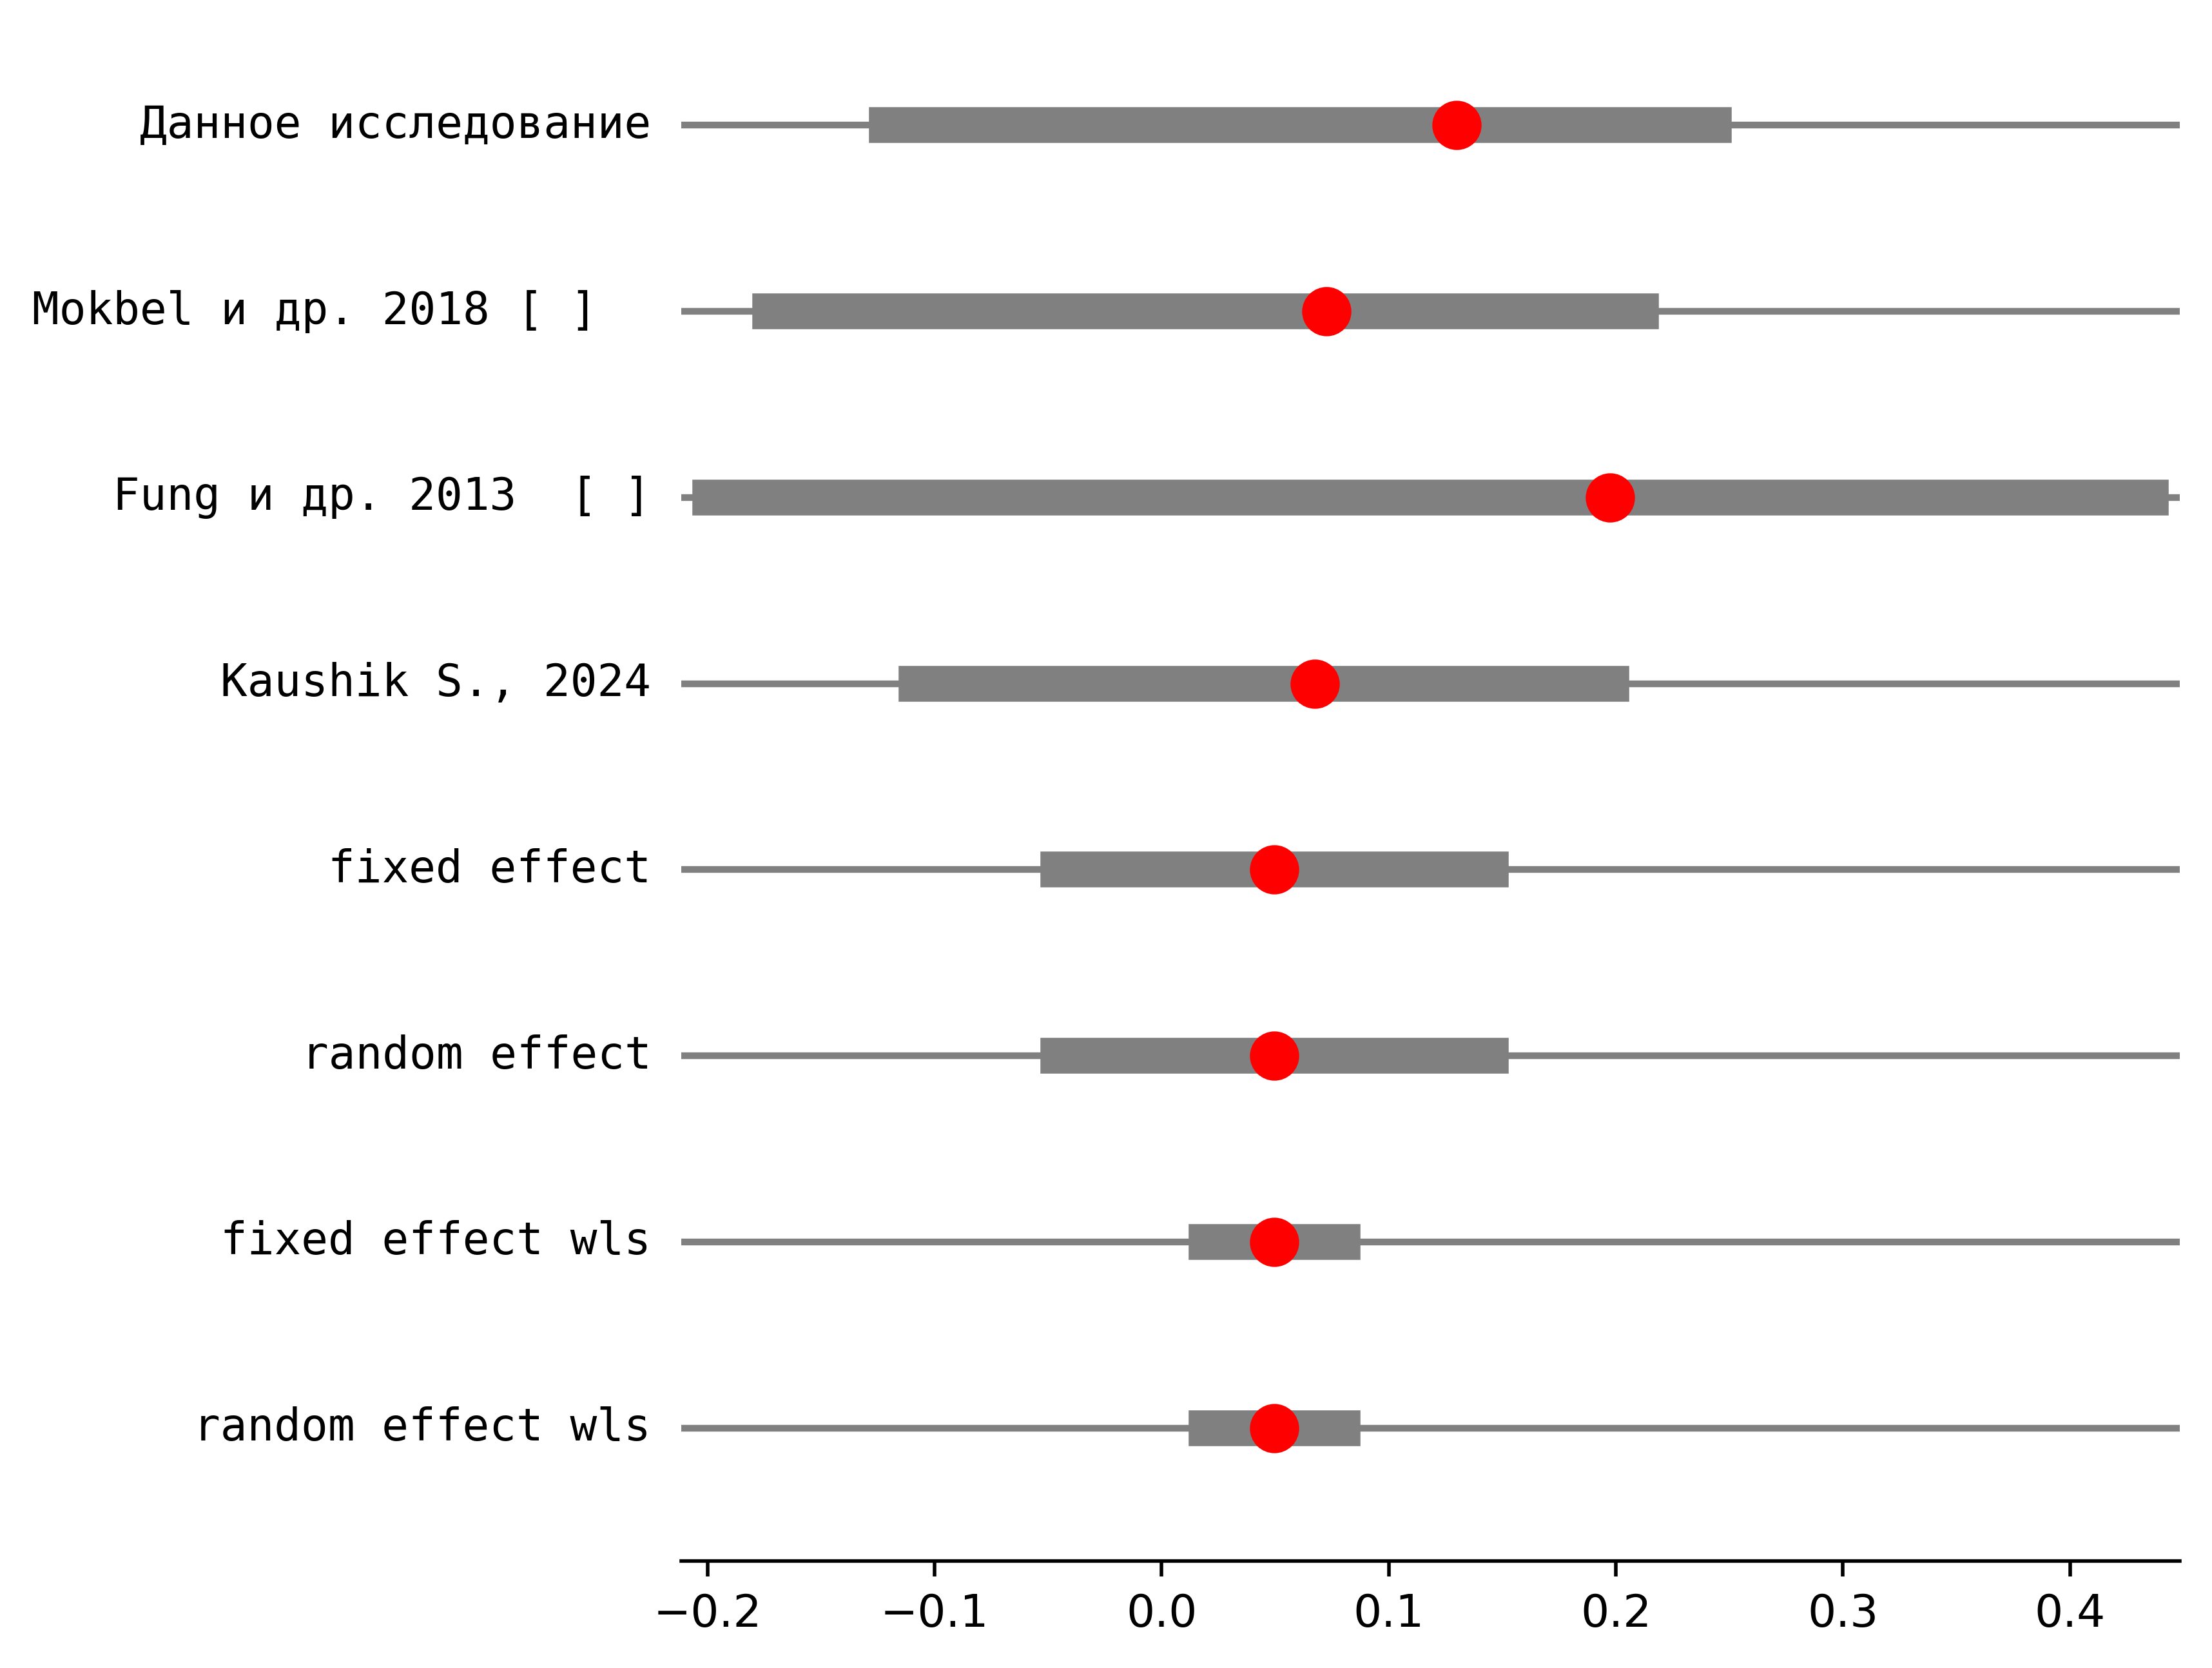 Данное исследование
Mokbel и др. 2018 [ ]
Fung и др. 2013  [ ]
Kaushik S., 2024
fixed effect
random effect
fixed effect wls
random effect wls
−0.2 −0.1 0.0 0.1 0.2 0.3 0.4